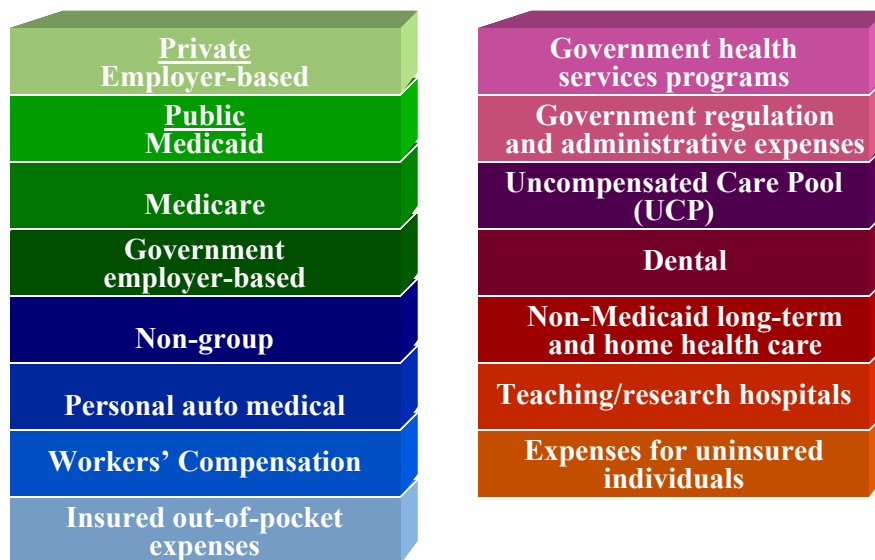 Private
Employer-based
Public
Medicaid
Medicare
Government
employer-based
Non-group
Personal auto medical
Workers’ Compensation
Insured out-of-pocket
expenses
Government health
services programs
Government regulation
and administrative expenses
Uncompensated Care Pool
(UCP)
Dental
Non-Medicaid long-term
and home health care
Teaching/research hospitals
Expenses for uninsured
individuals